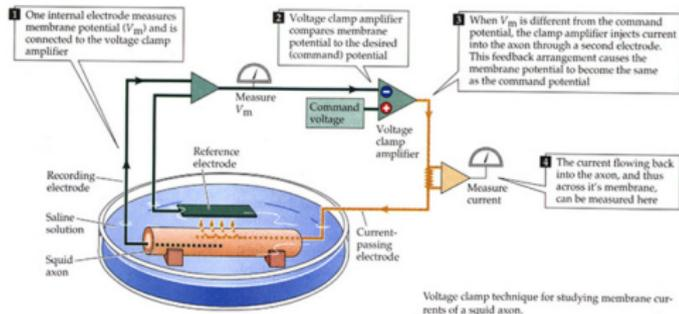 1 One internal electrode measures
membrane potential (Vm) and is
connected to the voltage clamp
amplifier
2 Voltage clamp amplifier
compares membrane
potential to the desired
(command) potential
3 When Vm is different from the command
potential, the clamp amplifier injects current
into the axon through a second electrode.
This feedback arrangement causes the
membrane potential to become the same
as the command potential
Measure
Vm
Command
voltage
−
+
Voltage
clamp
amplifier
Measure
current
4 The current flowing back
into the axon, and thus
across it's membrane,
can be measured here
Reference
electrode
Recording
electrode
Saline
solution
Squid
axon
Current-
passing
electrode
Voltage clamp technique for studying membrane cur-
rents of a squid axon.